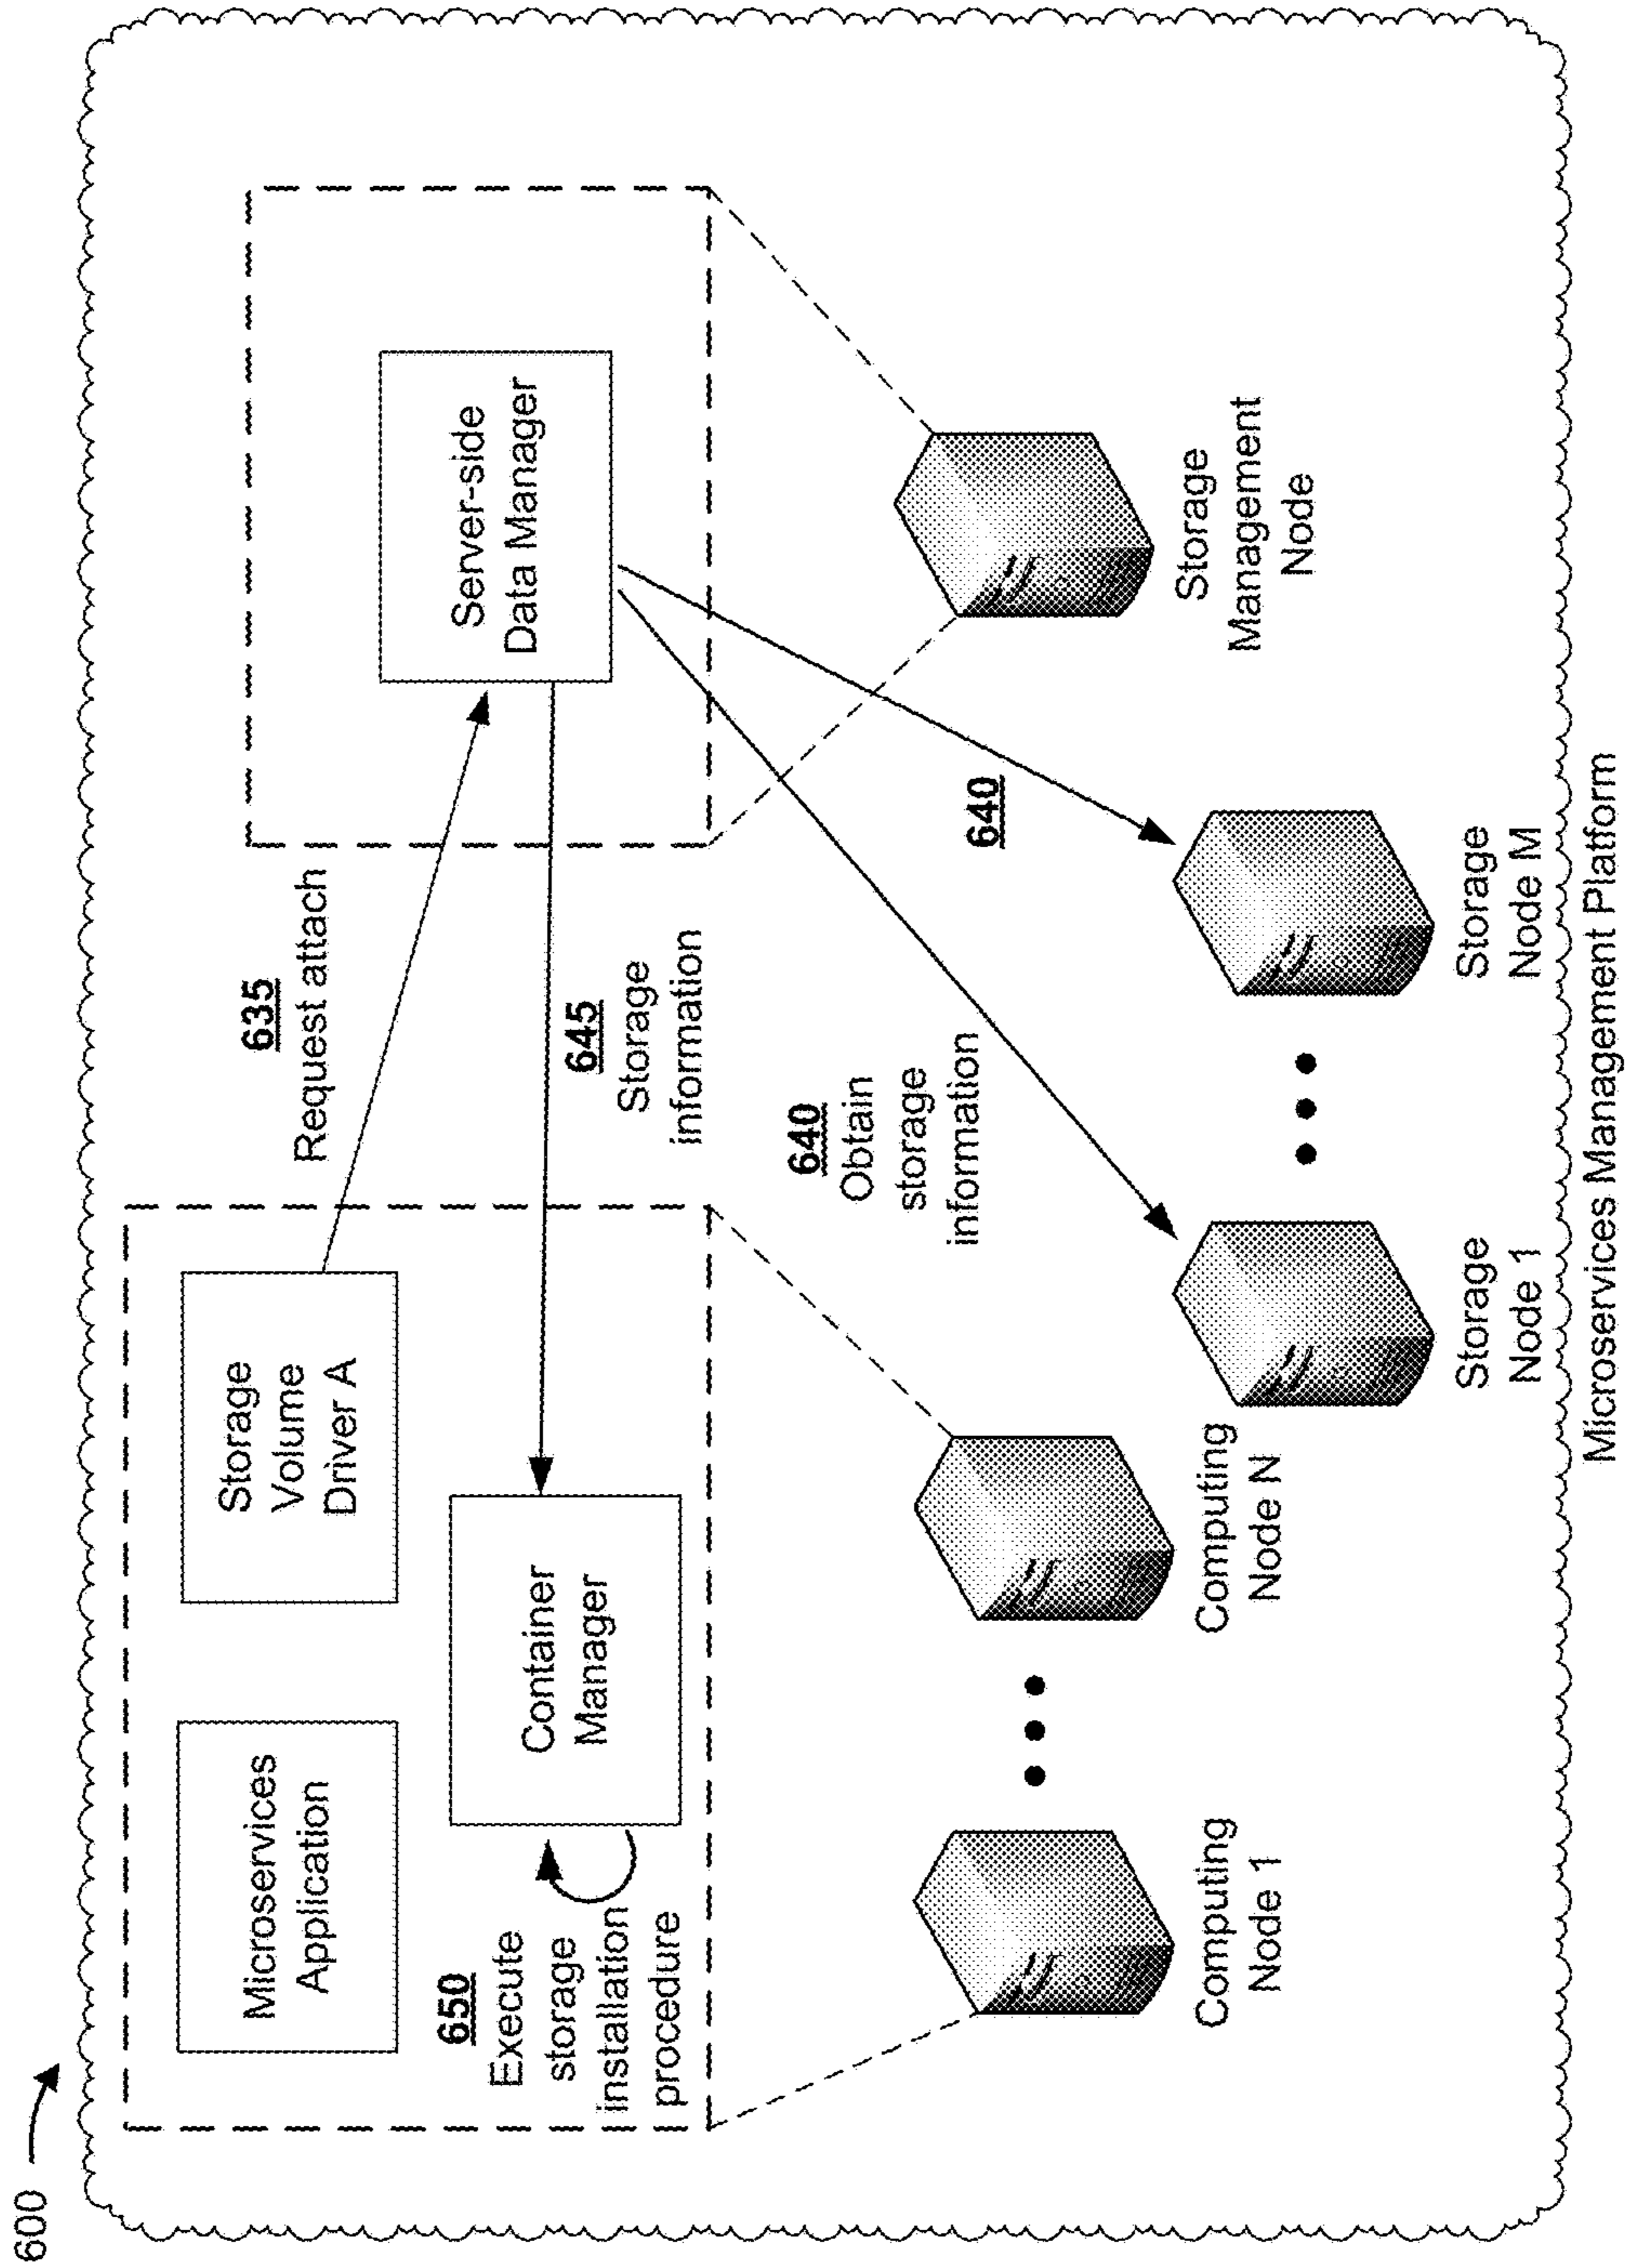 600
Microservices
Application
Storage
Volume
Driver A
635
Request attach
Server-side
Data Manager
650
Execute
storage
installation
procedure
Container
Manager
645
Storage
information
640
Obtain
storage
information
640
Computing
Node 1
Computing
Node N
Storage
Node 1
Storage
Node M
Storage
Management
Node
Microservices Management Platform